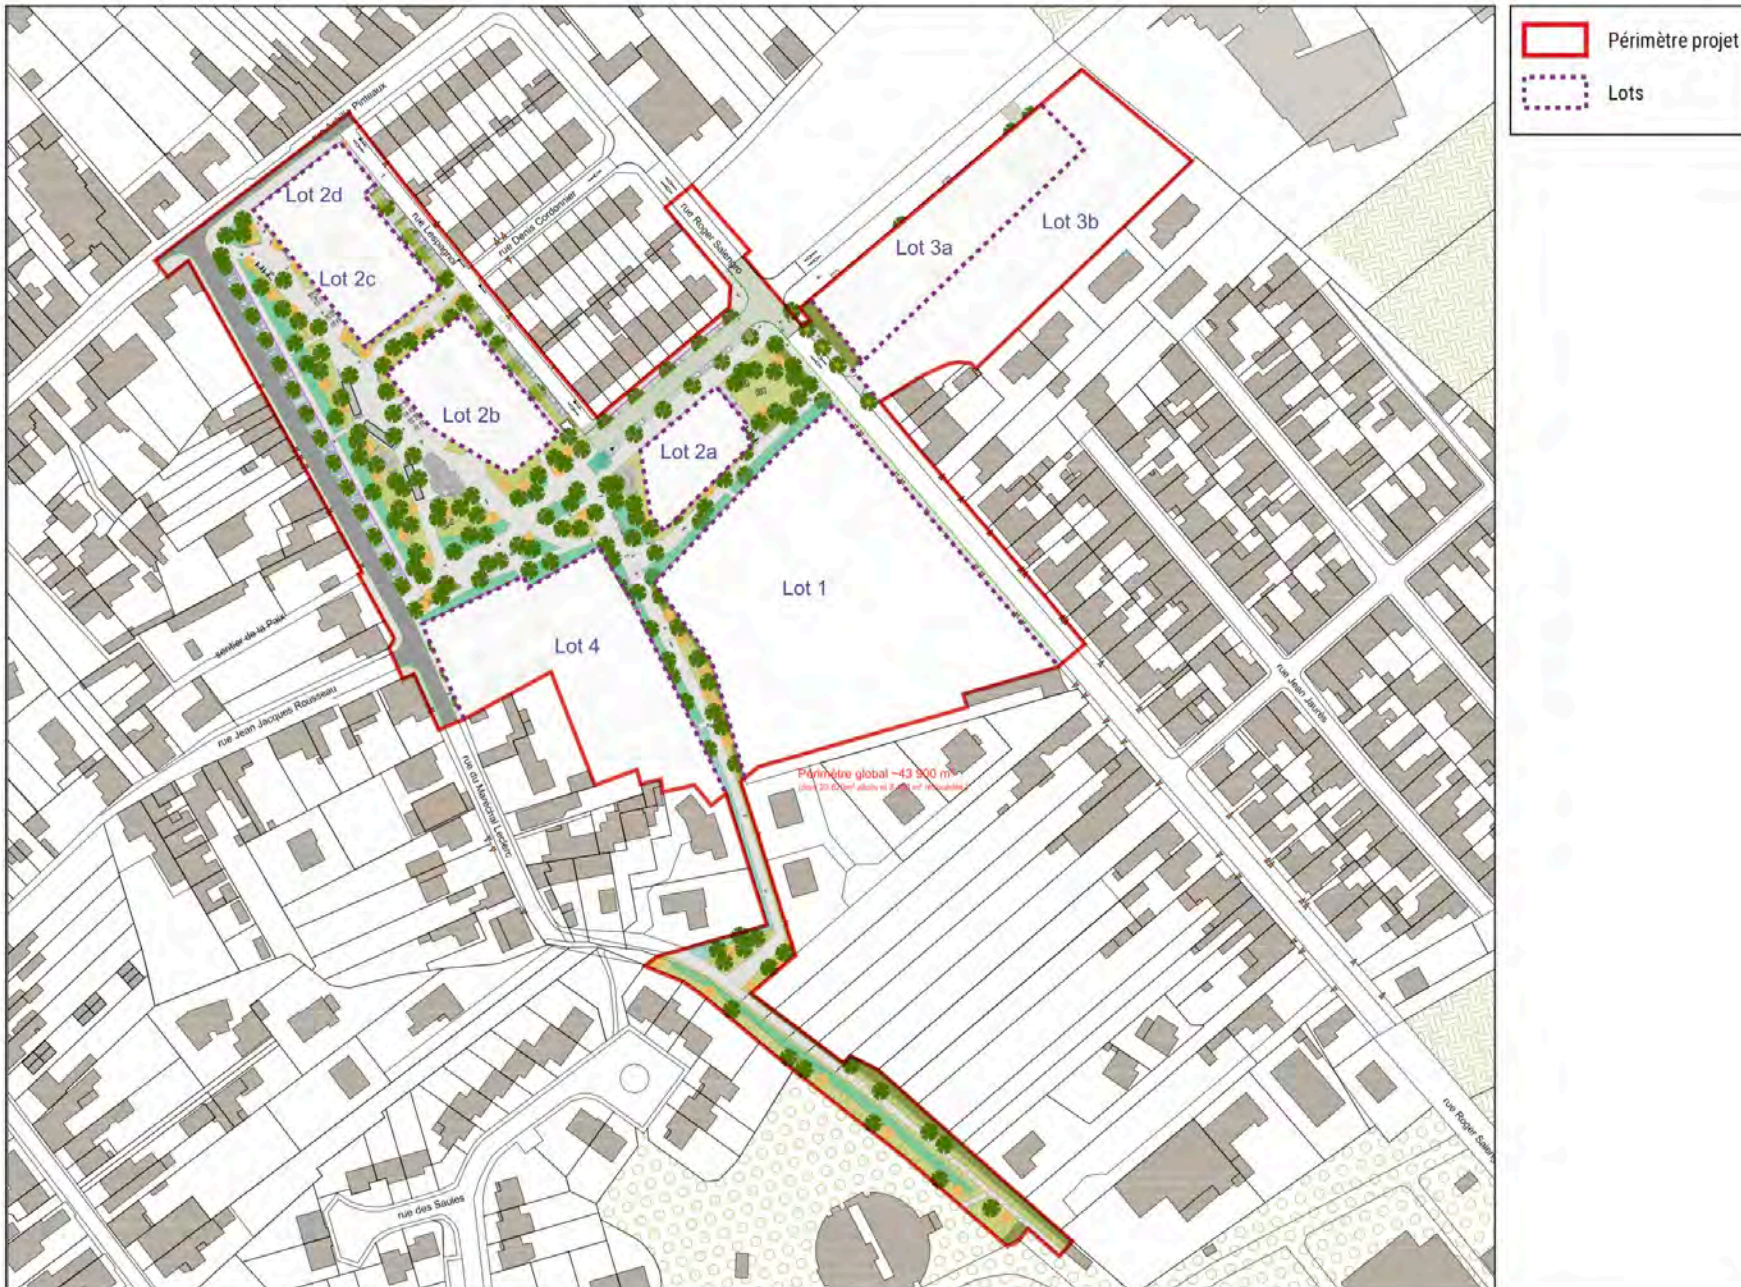 Périmètre projet
Lots
Pinteaux
Lot 2d
rue Lespagnol
rue Denis Cordonnier
rue Roger Salengro
Lot 3b
Lot 3a
Lot 2c
Lot 2b
Lot 2a
Lot 1
Lot 4
sentier de la Paix
rue Jean Jacques Rousseau
rue Jean Jaurès
rue du Maréchal Leclerc
Périmètre global ~43 900 m²
rue Roger Salen
rue des Saules